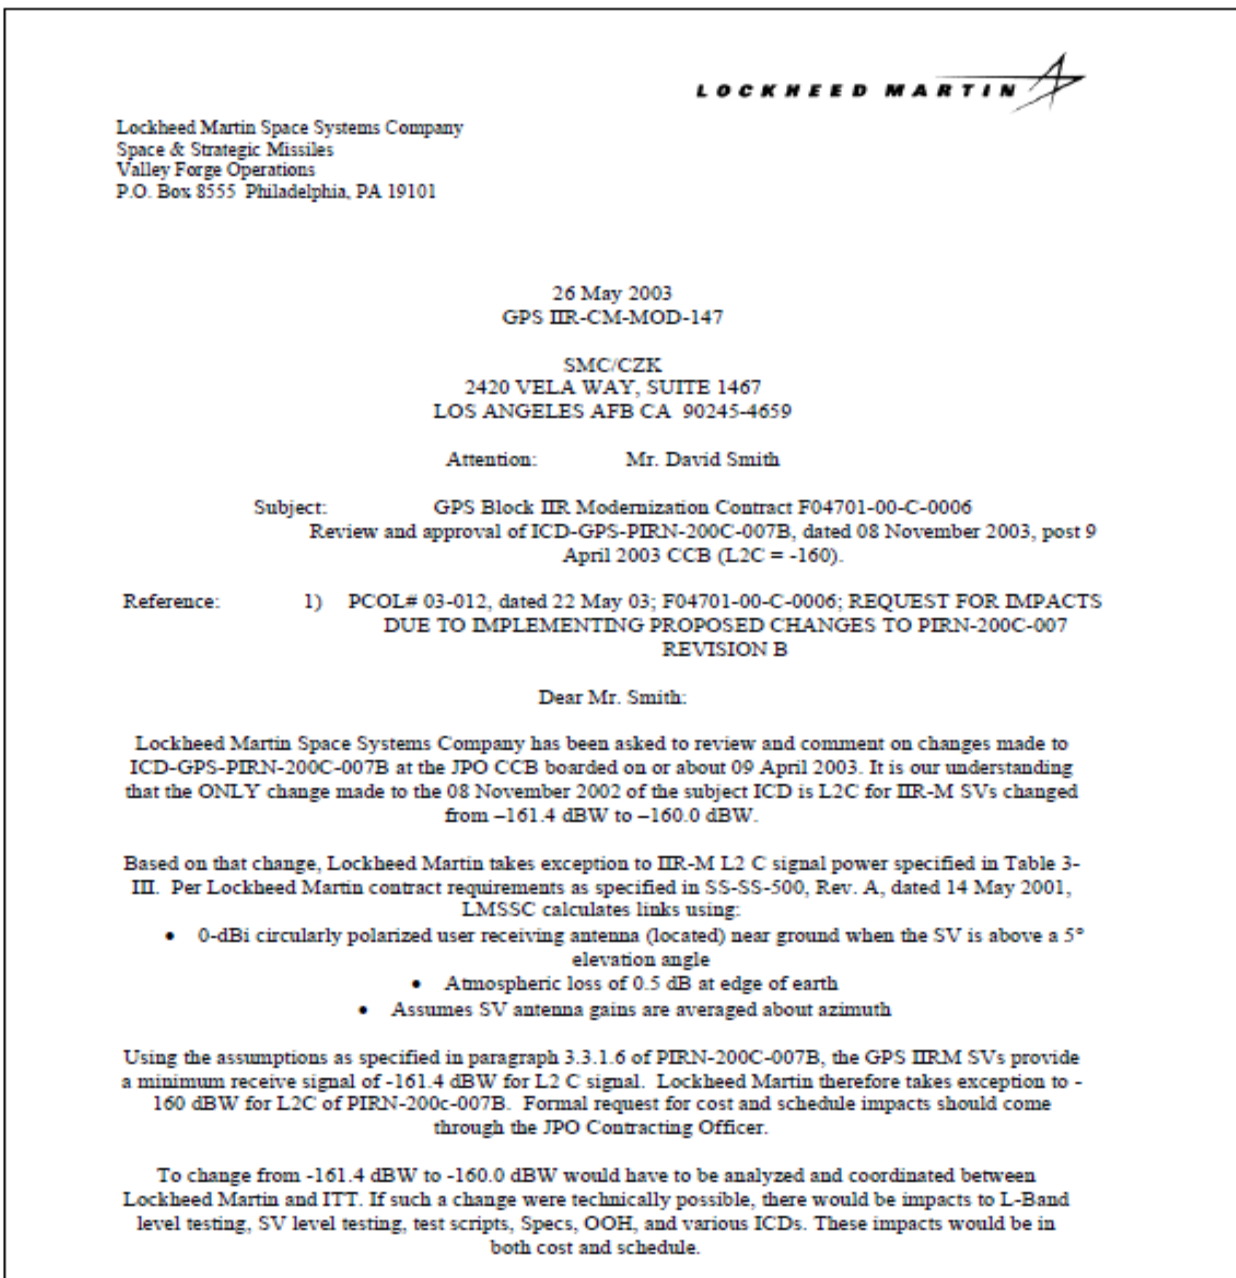 LOCKHEED MARTIN
Lockheed Martin Space Systems Company
Space & Strategic Missiles
Valley Forge Operations
P.O. Box 8555 Philadelphia, PA 19101
26 May 2003
GPS IIR-CM-MOD-147
SMC/CZK
2420 VELA WAY, SUITE 1467
LOS ANGELES AFB CA 90245-4659
Attention: Mr. David Smith
Subject: GPS Block IIR Modernization Contract F04701-00-C-0006
Review and approval of ICD-GPS-PIRN-200C-007B, dated 08 November 2003, post 9
April 2003 CCB (L2C = -160).
Reference: 1) PCOL# 03-012, dated 22 May 03; F04701-00-C-0006; REQUEST FOR IMPACTS
DUE TO IMPLEMENTING PROPOSED CHANGES TO PIRN-200C-007
REVISION B
Dear Mr. Smith:
Lockheed Martin Space Systems Company has been asked to review and comment on changes made to
ICD-GPS-PIRN-200C-007B at the JPO CCB boarded on or about 09 April 2003. It is our understanding
that the ONLY change made to the 08 November 2002 of the subject ICD is L2C for IIR-M SVs changed
from –161.4 dBW to –160.0 dBW.
Based on that change, Lockheed Martin takes exception to IIR-M L2 C signal power specified in Table 3-
III. Per Lockheed Martin contract requirements as specified in SS-SS-500, Rev. A, dated 14 May 2001,
LMSSC calculates links using:
• 0-dBi circularly polarized user receiving antenna (located) near ground when the SV is above a 5°
elevation angle
• Atmospheric loss of 0.5 dB at edge of earth
• Assumes SV antenna gains are averaged about azimuth
Using the assumptions as specified in paragraph 3.3.1.6 of PIRN-200C-007B, the GPS IIRM SVs provide
a minimum receive signal of -161.4 dBW for L2 C signal. Lockheed Martin therefore takes exception to -
160 dBW for L2C of PIRN-200c-007B. Formal request for cost and schedule impacts should come
through the JPO Contracting Officer.
To change from -161.4 dBW to -160.0 dBW would have to be analyzed and coordinated between
Lockheed Martin and ITT. If such a change were technically possible, there would be impacts to L-Band
level testing, SV level testing, test scripts, Specs, OOH, and various ICDs. These impacts would be in
both cost and schedule.